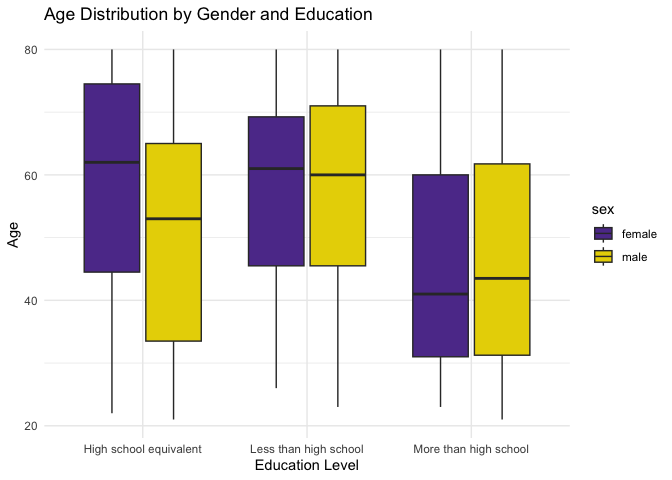 Age Distribution by Gender and Education
80
60
40
20
Age
High school equivalent
Less than high school
More than high school
Education Level
sex
female
male